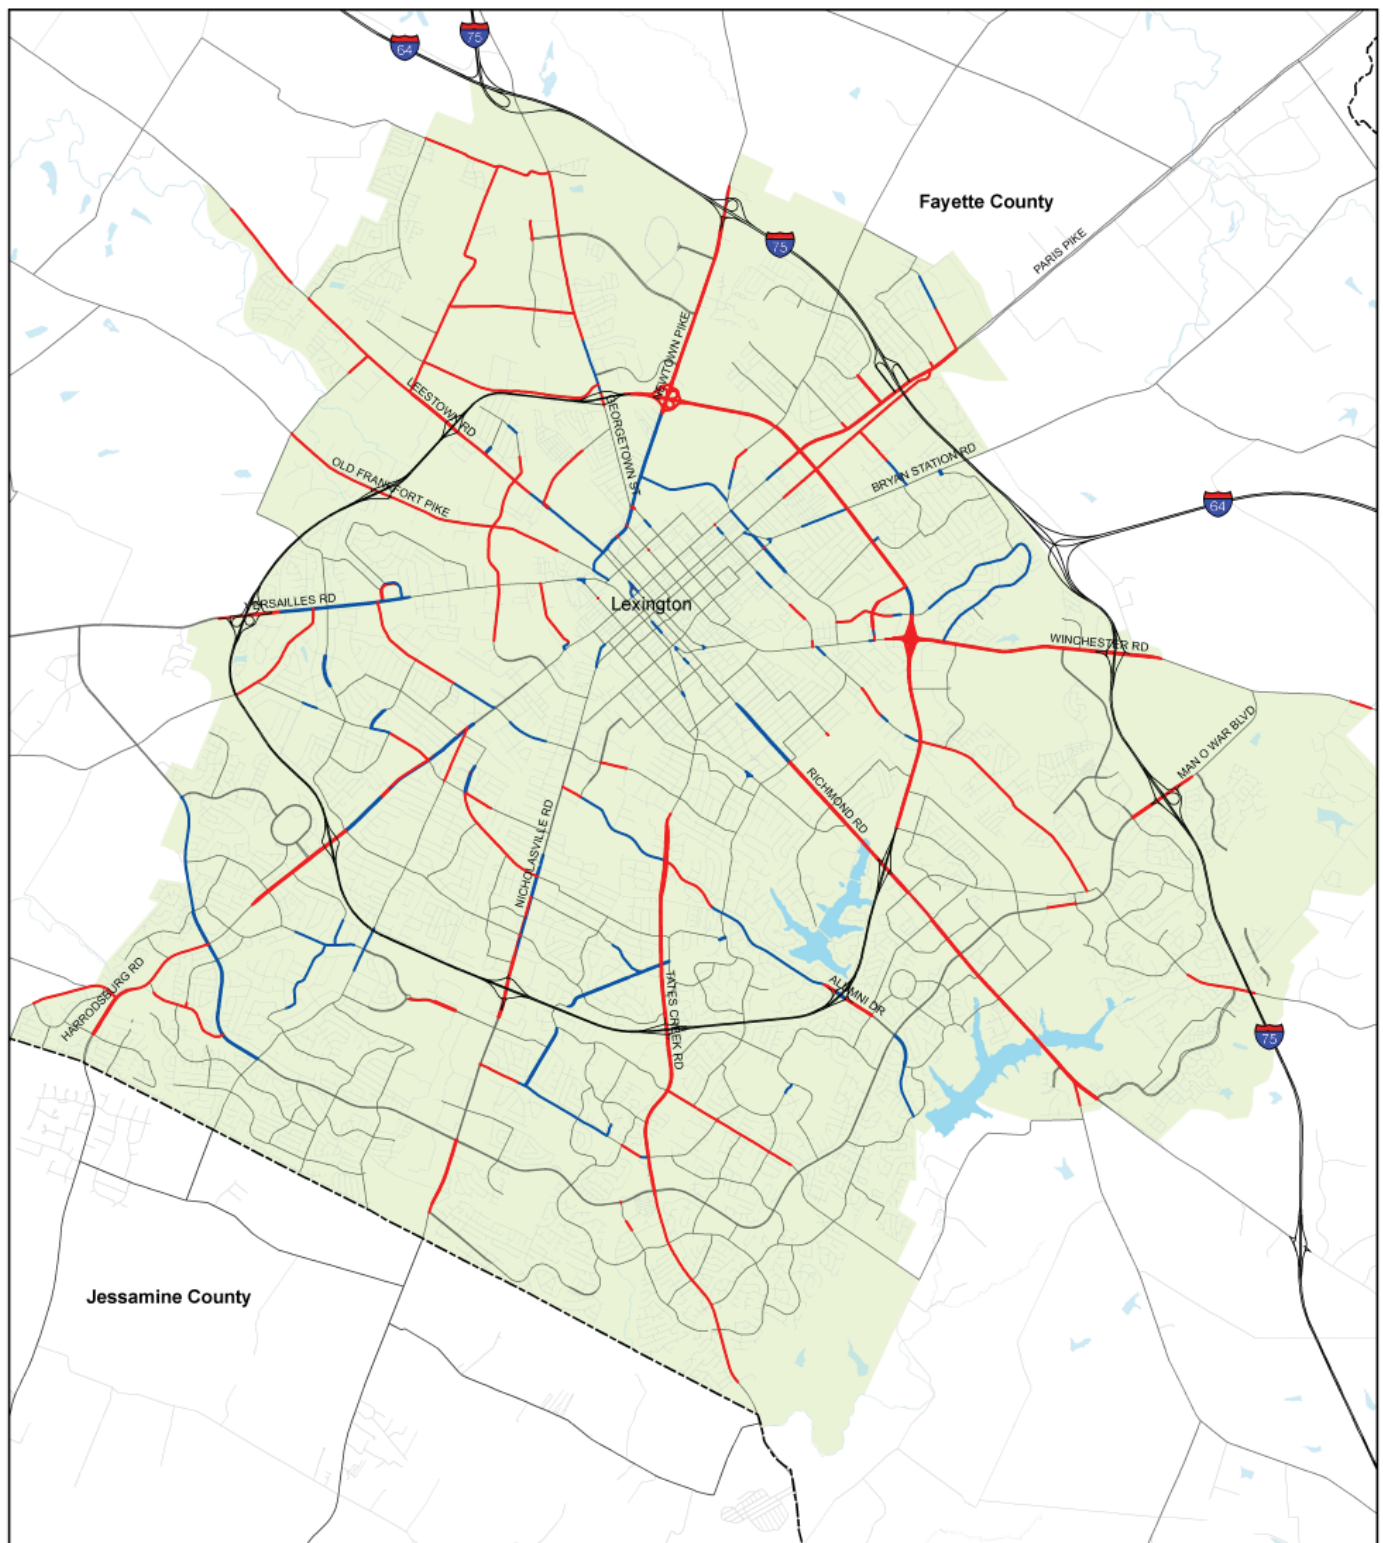 75
64
Fayette County
75
PARIS PIKE
NEWTOWN PIKE
LEESTOWN RD
GEORGETOWN ST
BRYAN STATION RD
OLD FRANKFORT PIKE
64
VERSAILLES RD
Lexington
WINCHESTER RD
MAN O WAR BLVD
RICHMOND RD
NICHOLASVILLE RD
HARRODSBURG RD
ALUMNI DR
TATES CREEK RD
75
Jessamine County